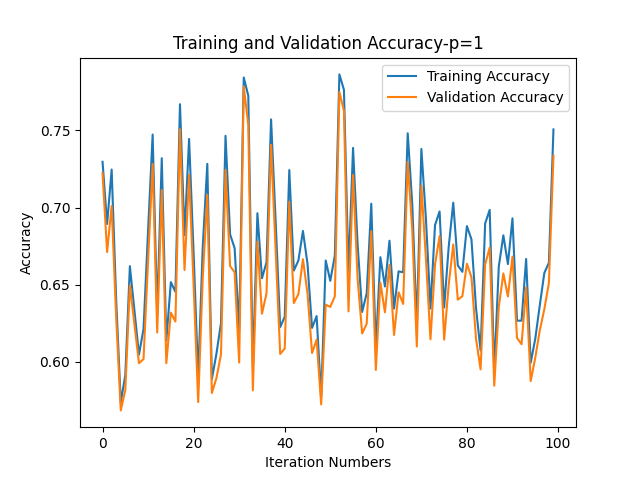 Training and Validation Accuracy-p=1
Training Accuracy
Validation Accuracy
0.75
0.70
0.65
0.60
Accuracy
0
20
40
60
80
100
Iteration Numbers